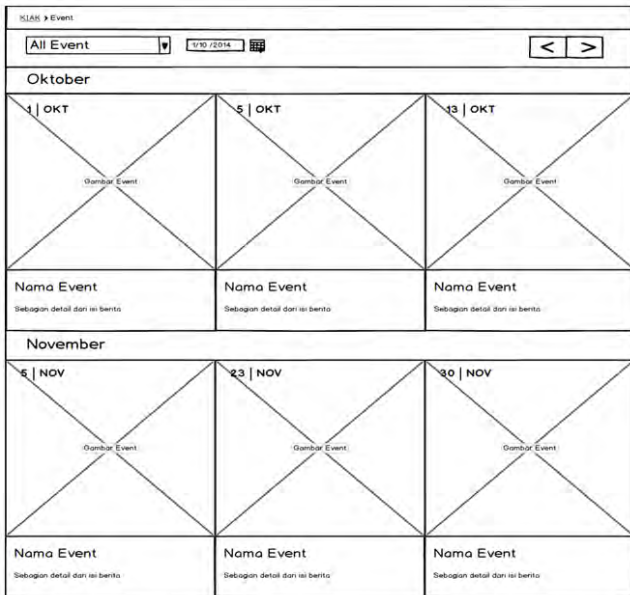 KIAK > Event
All Event 1/10 /2014 < >
Oktober
1 | OKT 5 | OKT 13 | OKT
Gambar Event Gambar Event Gambar Event
Nama Event Nama Event Nama Event
Sebagian detail dari isi berita Sebagian detail dari isi berita Sebagian detail dari isi berita
November
5 | NOV 23 | NOV 30 | NOV
Gambar Event Gambar Event Gambar Event
Nama Event Nama Event Nama Event
Sebagian detail dari isi berita Sebagian detail dari isi berita Sebagian detail dari isi berita